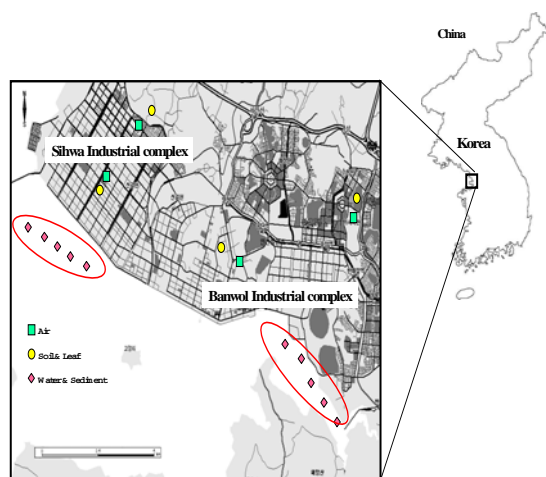 China
Korea
Sihwa Industrial complex
Banwol Industrial complex
Air
Soil& Leaf
Water& Sediment